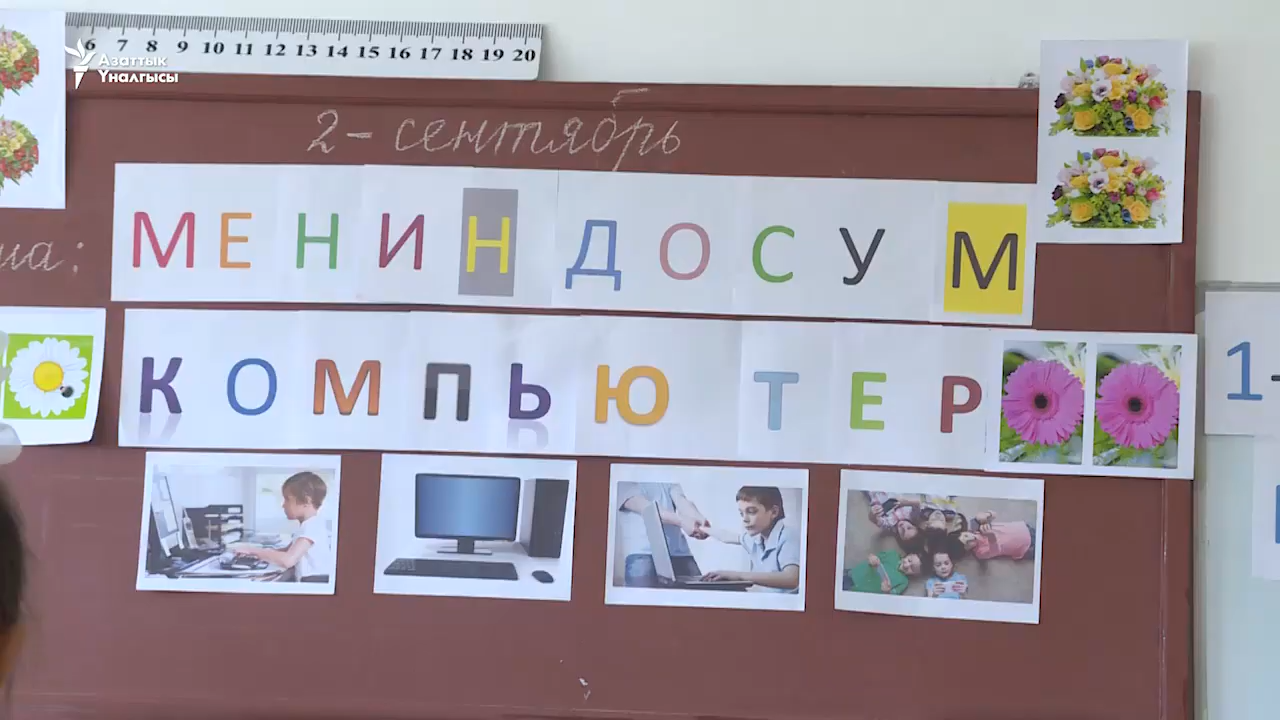 6 7 8 9 10 11 12 13 14 15 16 17 18 19 20
Азаттык
Үналгысы
2-сентябрь
МЕНИН ДОСУМ
КОМПЬЮТЕР
1-